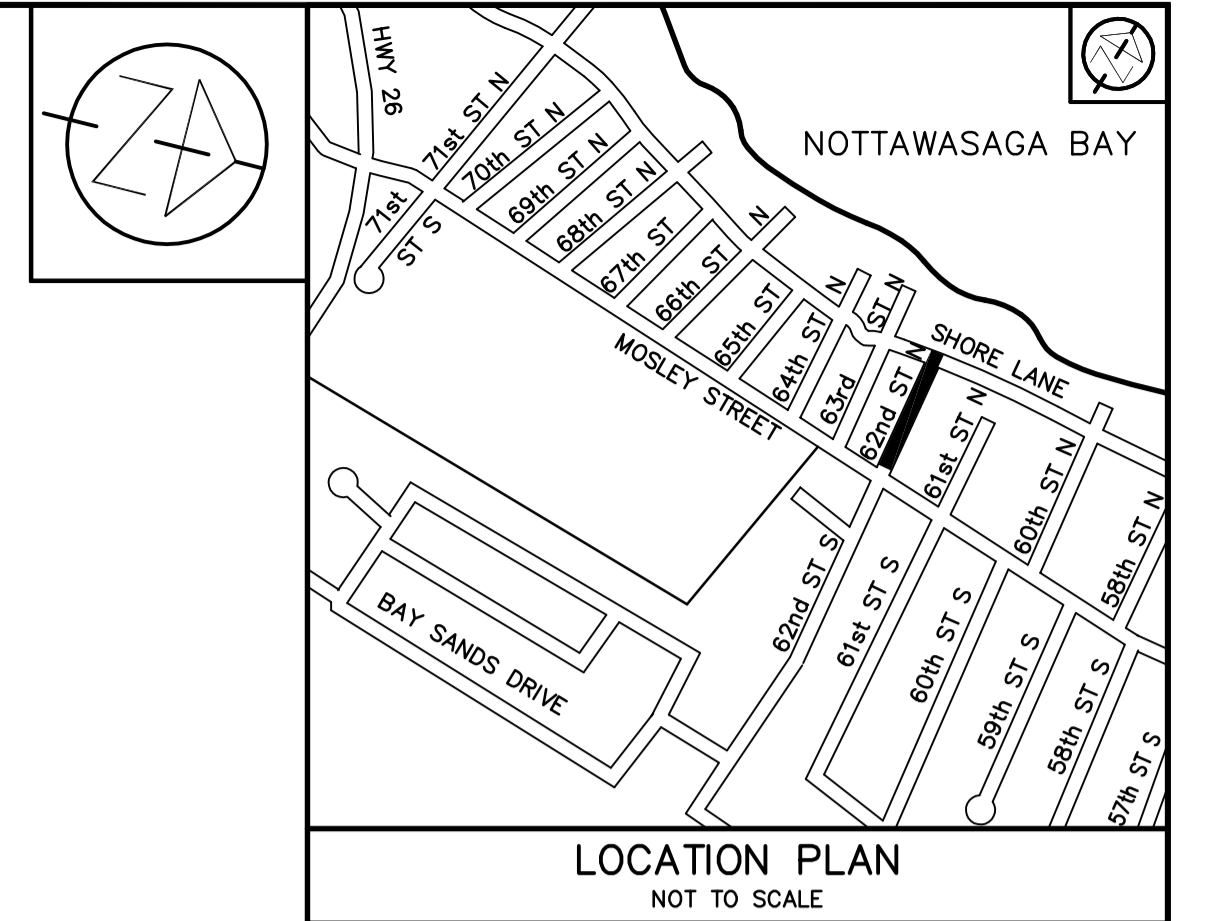 HWY 26
NOTTAWASAGA BAY
71st ST N
70th ST N
69th ST N
68th ST N
67th ST N
66th ST N
65th ST N
64th ST N
63rd ST N
62nd ST N
61st ST N
60th ST N
58th ST N
71st
ST S
SHORE LANE
MOSLEY STREET
62nd ST S
61st ST S
60th ST S
59th ST S
58th ST S
57th ST S
BAY SANDS DRIVE
LOCATION PLAN
NOT TO SCALE